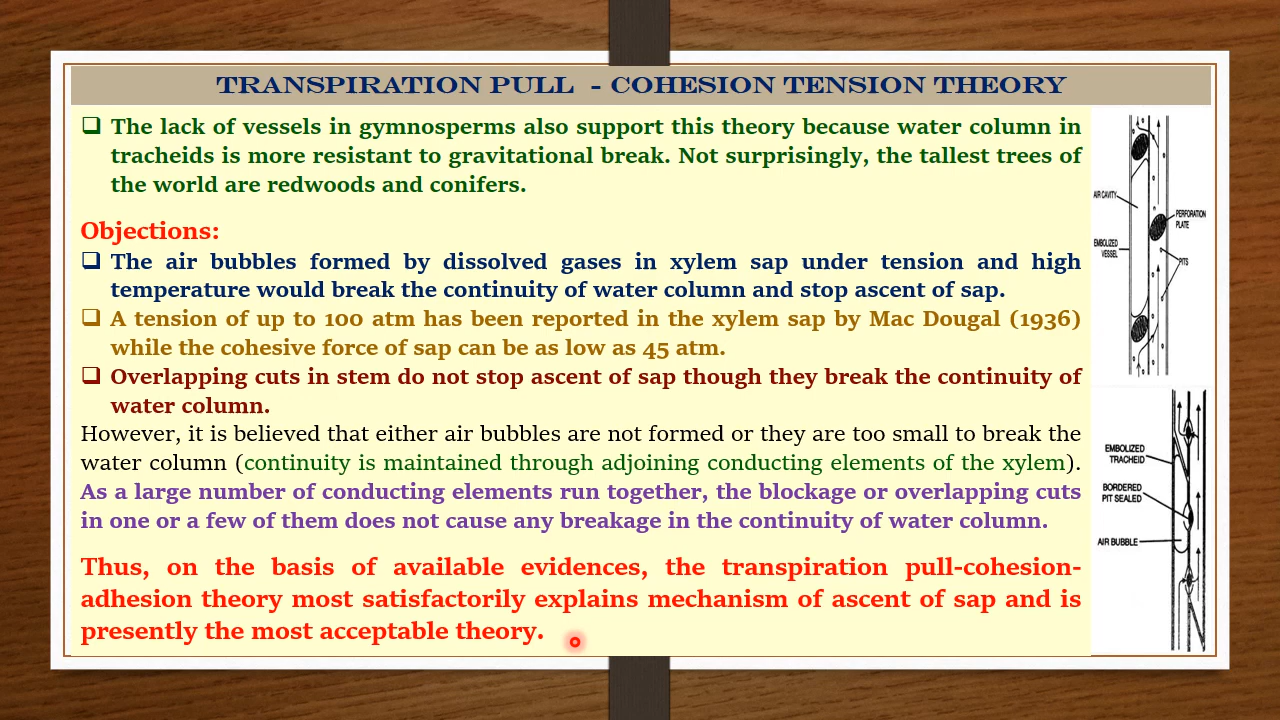 TRANSPIRATION PULL - COHESION TENSION THEORY
❑ The lack of vessels in gymnosperms also support this theory because water column in
tracheids is more resistant to gravitational break. Not surprisingly, the tallest trees of
the world are redwoods and conifers.
Objections:
❑ The air bubbles formed by dissolved gases in xylem sap under tension and high
temperature would break the continuity of water column and stop ascent of sap.
❑ A tension of up to 100 atm has been reported in the xylem sap by Mac Dougal (1936)
while the cohesive force of sap can be as low as 45 atm.
❑ Overlapping cuts in stem do not stop ascent of sap though they break the continuity of
water column.
However, it is believed that either air bubbles are not formed or they are too small to break the
water column (continuity is maintained through adjoining conducting elements of the xylem).
As a large number of conducting elements run together, the blockage or overlapping cuts
in one or a few of them does not cause any breakage in the continuity of water column.
Thus, on the basis of available evidences, the transpiration pull-cohesion-
adhesion theory most satisfactorily explains mechanism of ascent of sap and is
presently the most acceptable theory.
AIR CAVITY
PERFORATION
PLATE
EMBOLIZED
VESSEL
PITS
EMBOLIZED
TRACHEID
BORDERED
PIT SEALED
AIR BUBBLE